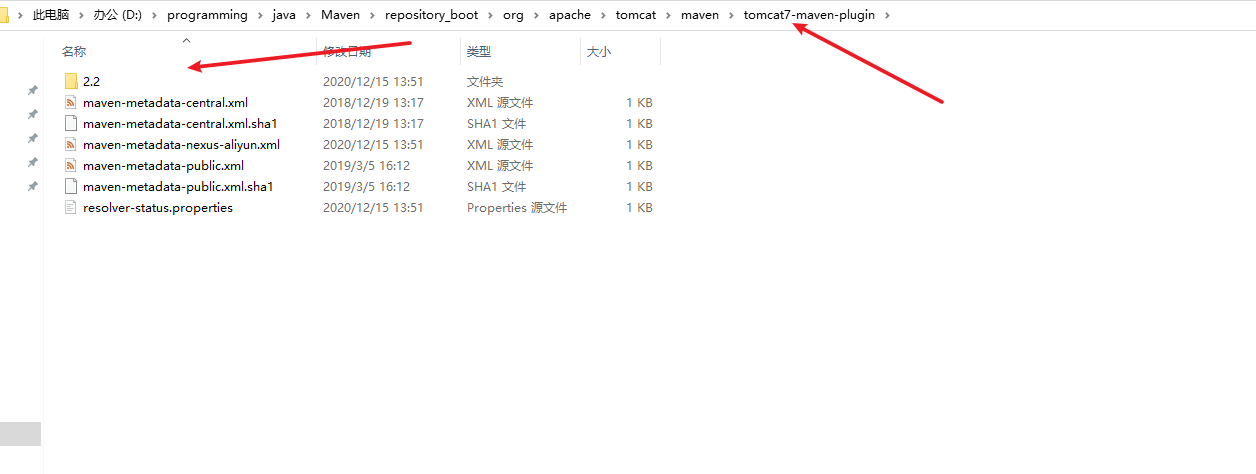 此电脑 › 办公 (D:) › programming › java › Maven › repository_boot › org › apache › tomcat › maven › tomcat7-maven-plugin ›
名称 修改日期 类型 大小
2.2 2020/12/15 13:51 文件夹
maven-metadata-central.xml 2018/12/19 13:17 XML 源文件 1 KB
maven-metadata-central.xml.sha1 2018/12/19 13:17 SHA1 文件 1 KB
maven-metadata-nexus-aliyun.xml 2020/12/15 13:51 XML 源文件 1 KB
maven-metadata-public.xml 2019/3/5 16:12 XML 源文件 1 KB
maven-metadata-public.xml.sha1 2019/3/5 16:12 SHA1 文件 1 KB
resolver-status.properties 2020/12/15 13:51 Properties 源文件 1 KB